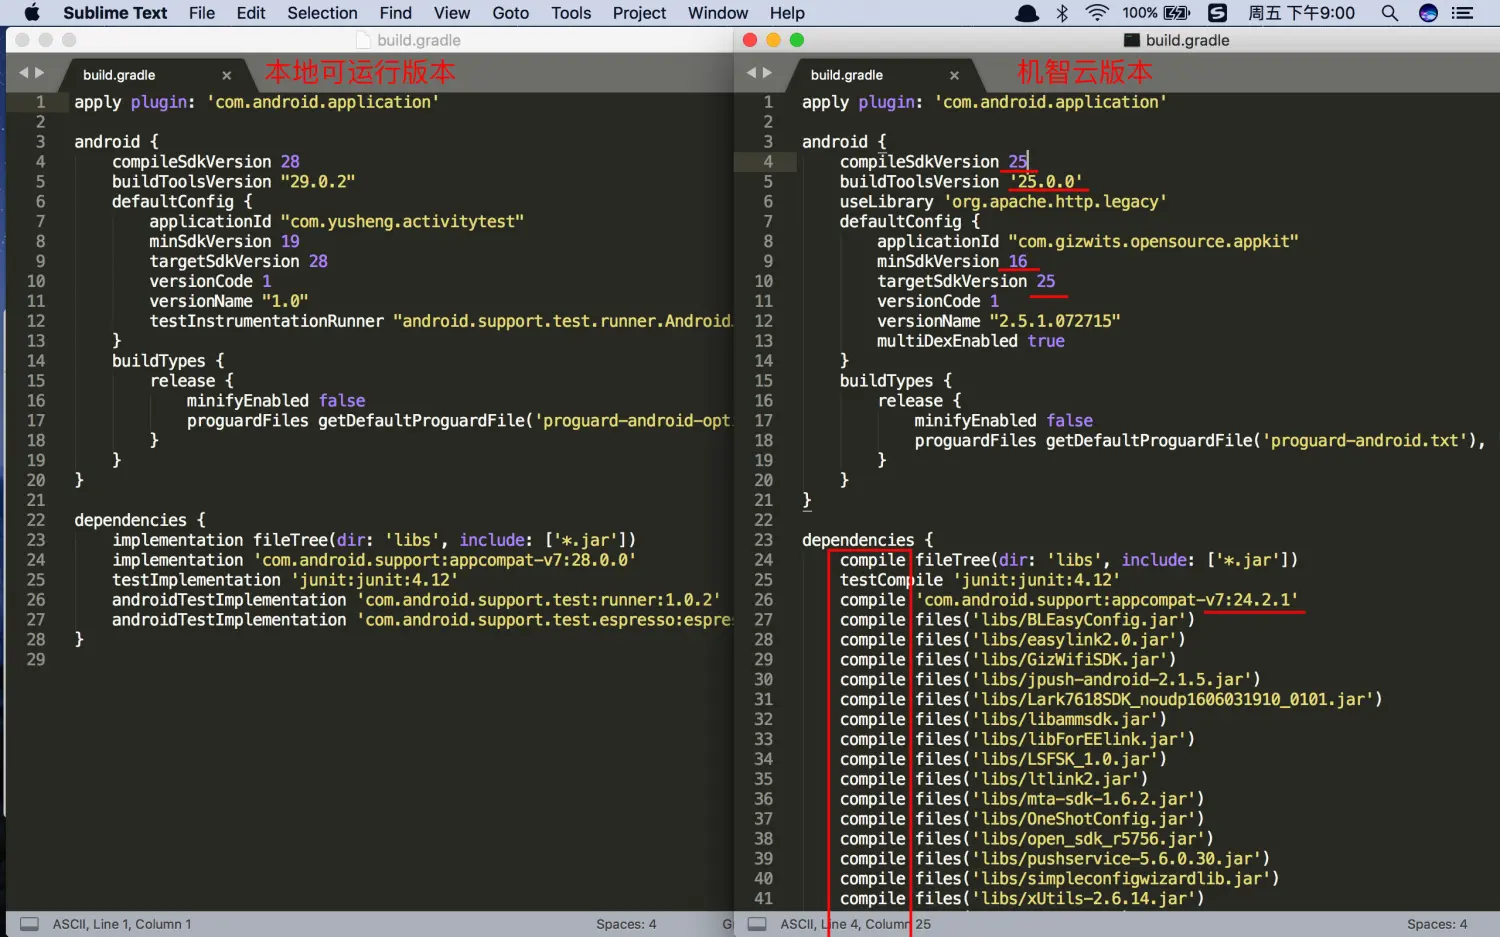 Sublime Text File Edit Selection Find View Goto Tools Project Window Help 100% 周五 下午9:00
build.gradle
build.gradle × 本地可运行版本
1 apply plugin: 'com.android.application'
2
3 android {
4 compileSdkVersion 28
5 buildToolsVersion "29.0.2"
6 defaultConfig {
7 applicationId "com.yusheng.activitytest"
8 minSdkVersion 19
9 targetSdkVersion 28
10 versionCode 1
11 versionName "1.0"
12 testInstrumentationRunner "android.support.test.runner.Android
13 }
14 buildTypes {
15 release {
16 minifyEnabled false
17 proguardFiles getDefaultProguardFile('proguard-android-opt
18 }
19 }
20 }
21
22 dependencies {
23 implementation fileTree(dir: 'libs', include: ['*.jar'])
24 implementation 'com.android.support:appcompat-v7:28.0.0'
25 testImplementation 'junit:junit:4.12'
26 androidTestImplementation 'com.android.support.test:runner:1.0.2'
27 androidTestImplementation 'com.android.support.test.espresso:espre
28 }
29
ASCII, Line 1, Column 1 Spaces: 4 G
build.gradle
build.gradle × 机智云版本
1 apply plugin: 'com.android.application'
2
3 android {
4 compileSdkVersion 25
5 buildToolsVersion '25.0.0'
6 useLibrary 'org.apache.http.legacy'
7 defaultConfig {
8 applicationId "com.gizwits.opensource.appkit"
9 minSdkVersion 16
10 targetSdkVersion 25
11 versionCode 1
12 versionName "2.5.1.072715"
13 multiDexEnabled true
14 }
15 buildTypes {
16 release {
17 minifyEnabled false
18 proguardFiles getDefaultProguardFile('proguard-android.txt'),
19 }
20 }
21 }
22
23 dependencies {
24 compile fileTree(dir: 'libs', include: ['*.jar'])
25 testCompile 'junit:junit:4.12'
26 compile 'com.android.support:appcompat-v7:24.2.1'
27 compile files('libs/BLEasyConfig.jar')
28 compile files('libs/easylink2.0.jar')
29 compile files('libs/GizWifiSDK.jar')
30 compile files('libs/jpush-android-2.1.5.jar')
31 compile files('libs/Lark7618SDK_noudp1606031910_0101.jar')
32 compile files('libs/libammsdk.jar')
33 compile files('libs/libForEElink.jar')
34 compile files('libs/LSFSK_1.0.jar')
35 compile files('libs/ltlink2.jar')
36 compile files('libs/mta-sdk-1.6.2.jar')
37 compile files('libs/OneShotConfig.jar')
38 compile files('libs/open_sdk_r5756.jar')
39 compile files('libs/pushservice-5.6.0.30.jar')
40 compile files('libs/simpleconfigwizardlib.jar')
41 compile files('libs/xUtils-2.6.14.jar')
ASCII, Line 4, Column 25 Spaces: 4